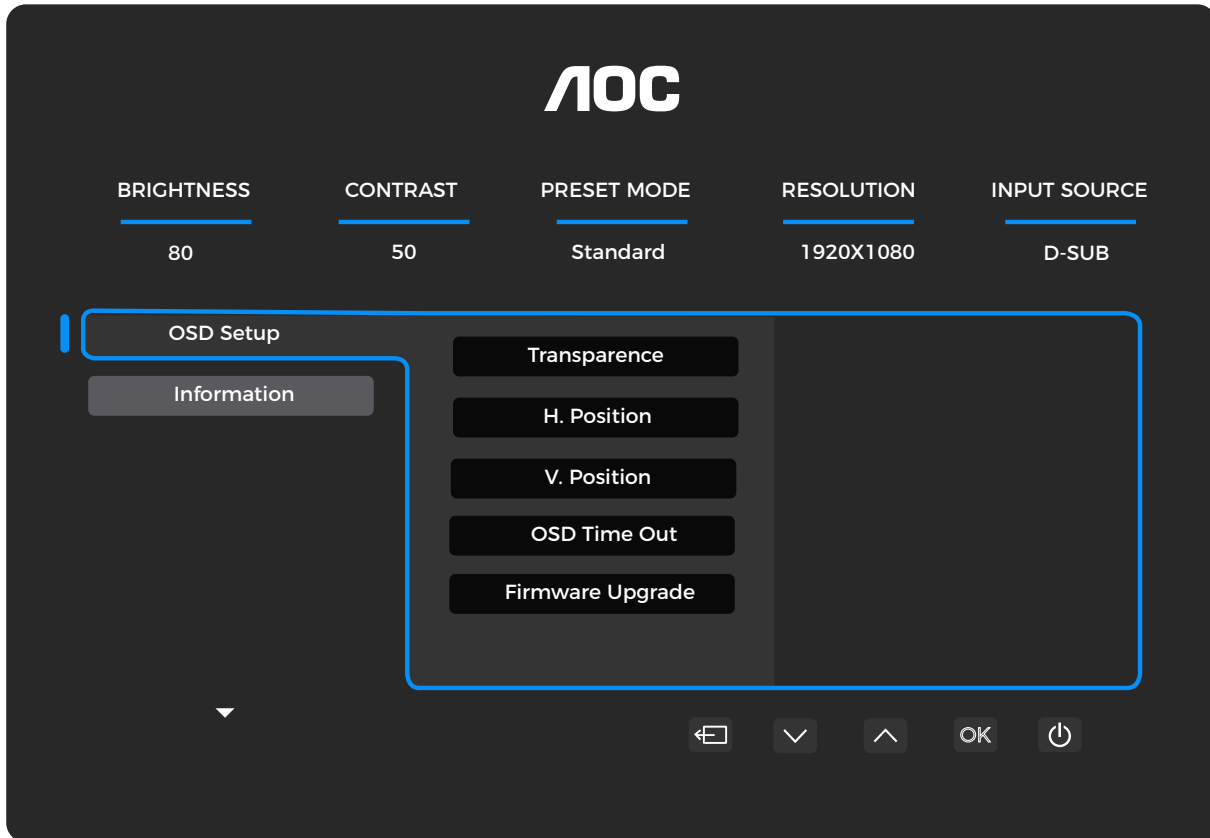 AOC
BRIGHTNESS CONTRAST PRESET MODE RESOLUTION INPUT SOURCE
80 50 Standard 1920X1080 D-SUB
OSD Setup
Information
Transparence
H. Position
V. Position
OSD Time Out
Firmware Upgrade
OK